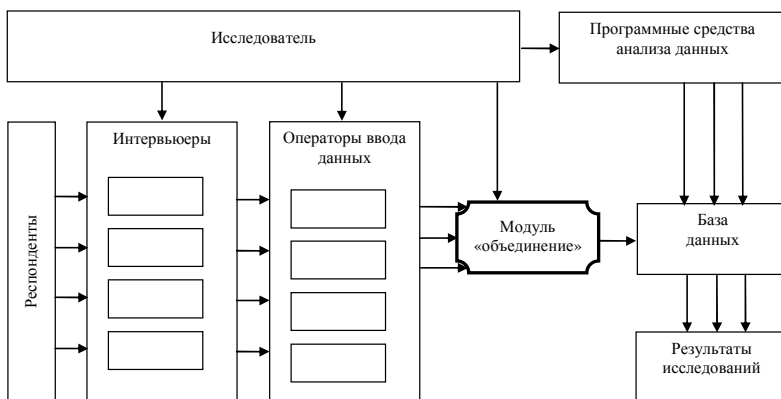 Исследователь
Программные средства
анализа данных
Респонденты
Интервьюеры
Операторы ввода
данных
Модуль
«объединение»
База
данных
Результаты
исследований